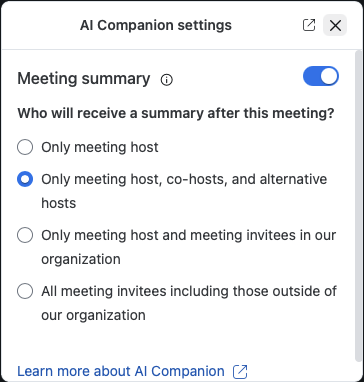 AI Companion settings
Meeting summary
Who will receive a summary after this meeting?
Only meeting host
Only meeting host, co-hosts, and alternative
hosts
Only meeting host and meeting invitees in our
organization
All meeting invitees including those outside of
our organization
Learn more about AI Companion